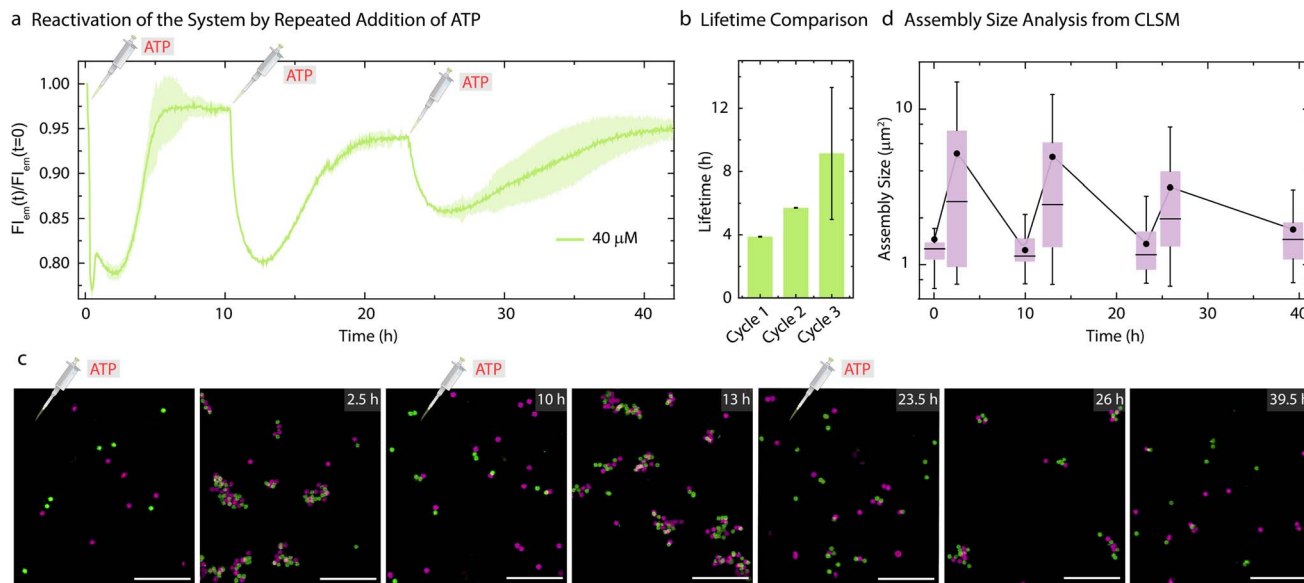 a Reactivation of the System by Repeated Addition of ATP
ATP
ATP
ATP
FI_em(t)/FI_em(t=0)
1.00
0.95
0.90
0.85
0.80
40 µM
0 10 20 30 40
Time (h)
b Lifetime Comparison
Lifetime (h)
12
8
4
0
Cycle 1
Cycle 2
Cycle 3
d Assembly Size Analysis from CLSM
Assembly Size (µm²)
10
1
0 10 20 30 40
Time (h)
c
ATP
2.5 h
ATP
10 h
13 h
ATP
23.5 h
26 h
39.5 h